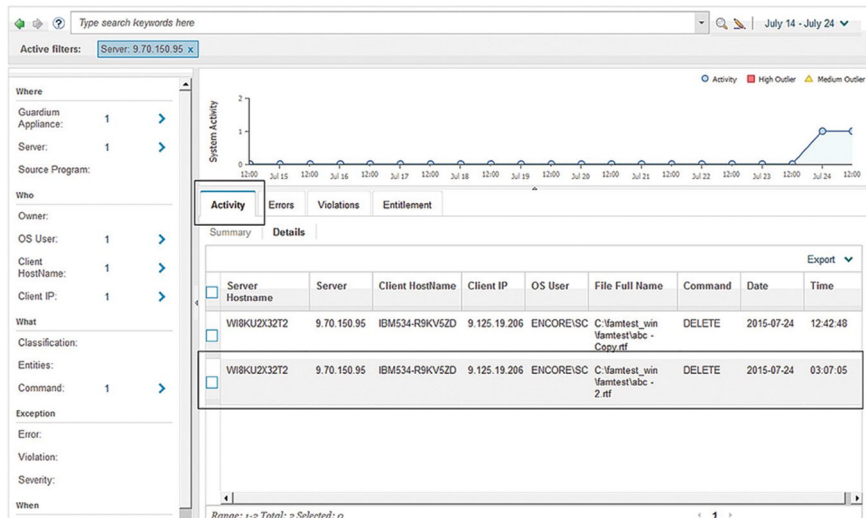 Type search keywords here
July 14 - July 24
Active filters:
Server: 9.70.150.95 x
Where
Guardium
Appliance:
1
Server:
1
Source Program:
Who
Owner:
OS User:
1
Client
HostName:
1
Client IP:
1
What
Classification:
Entities:
Command:
1
Exception
Error:
Violation:
Severity:
When
Activity
High Outlier
Medium Outlier
System Activity
2
1
0
12:00 Jul 15 12:00 Jul 16 12:00 Jul 17 12:00 Jul 18 12:00 Jul 19 12:00 Jul 20 12:00 Jul 21 12:00 Jul 22 12:00 Jul 23 12:00 Jul 24 12:00
Activity
Errors
Violations
Entitlement
Summary
Details
Export
Server
Hostname
Server
Client HostName
Client IP
OS User
File Full Name
Command
Date
Time
WI8KU2X32T2 9.70.150.95 IBM534-R9KV5ZD 9.125.19.206 ENCORE\SC C:\famtest_win DELETE 2015-07-24 12:42:48
\famtest\abc -
Copy.rtf
WI8KU2X32T2 9.70.150.95 IBM534-R9KV5ZD 9.125.19.206 ENCORE\SC C:\famtest_win DELETE 2015-07-24 03:07:05
\famtest\abc -
2.rtf
Range: 1-2 Total: 2 Selected: 0
1